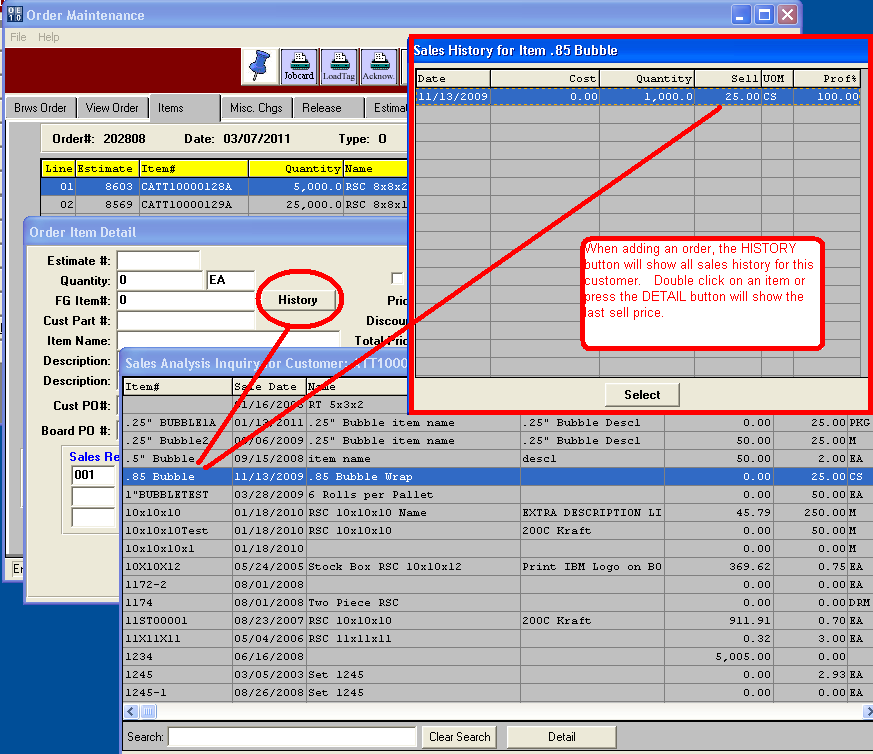 Order Maintenance
File Help
Jobcard LoadTag Acknow.
Brws Order View Order Items Misc. Chgs Release Estimat
Order#: 202808 Date: 03/07/2011 Type: O
Line Estimate Item# Quantity Name
01 8603 CATT10000128A 5,000.0 RSC 8x8x2
02 8569 CATT10000129A 25,000.0 RSC 8x8x1
Sales History for Item .85 Bubble
Date Cost Quantity Sell UOM Prof%
11/13/2009 0.00 1,000.0 25.00 CS 100.00
When adding an order, the HISTORY
button will show all sales history for this
customer. Double click on an item or
press the DETAIL button will show the
last sell price.
Select
Order Item Detail
Estimate #:
Quantity: 0 EA
FG Item#: 0 History Pric
Cust Part #: Discou
Item Name: Total Pric
Description:
Description:
Cust PO#:
Board PO #:
Sales Re
001
Er
Sales Analysis Inquiry for Customer: ATT1000
Item# Sale Date Name
01/16/2006 RT 5x3x2
.25" BUBBLE1A 01/13/2011 .25" Bubble item name .25" Bubble Descl 0.00 25.00 PKG
.25" Bubble2 /06/2009 .25" Bubble item name .25" Bubble Descl 50.00 25.00 M
.5" Bubble 09/15/2008 item name descl 50.00 2.00 EA
.85 Bubble 11/13/2009 .85 Bubble Wrap 0.00 25.00 CS
1"BUBBLETEST 03/28/2009 6 Rolls per Pallet 0.00 50.00 EA
10x10x10 01/18/2010 RSC 10x10x10 Name EXTRA DESCRIPTION LI 45.79 250.00 M
10x10x10Test 01/18/2010 RSC 10x10x10 200C Kraft 0.00 50.00 M
10x10x10x1 01/18/2010 0.00 0.00 M
10X10X12 05/24/2005 Stock Box RSC 10x10x12 Print IBM Logo on BO 369.62 0.75 EA
1172-2 08/01/2008 0.00 0.00 EA
1174 08/01/2008 Two Piece RSC 0.00 0.00 DRM
11ST00001 08/23/2007 RSC 10x10x10 200C Kraft 911.91 0.70 EA
11X11X11 05/04/2006 RSC 11x11x11 0.32 3.00 EA
1234 06/16/2008 5,005.00 0.00
1245 03/05/2003 Set 1245 0.00 2.93 EA
1245-1 08/26/2008 Set 1245 0.00 0.00 EA
Search: Clear Search Detail